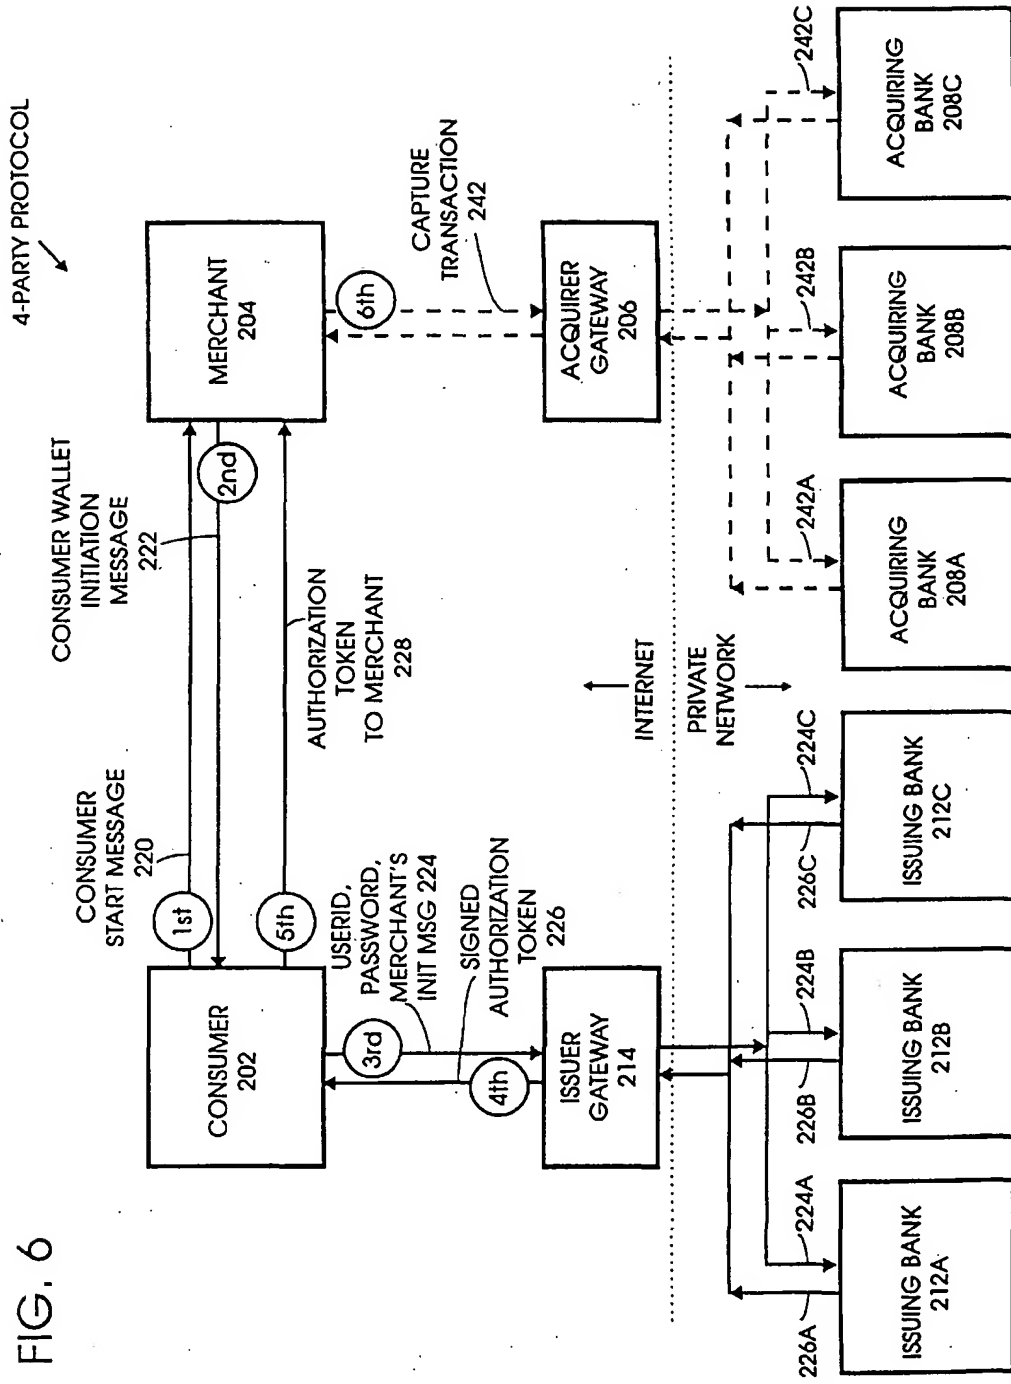 FIG. 6
4-PARTY PROTOCOL
CONSUMER
START MESSAGE
220
CONSUMER WALLET
INITIATION
MESSAGE
222
1st
2nd
5th
CONSUMER
202
MERCHANT
204
AUTHORIZATION
TOKEN
TO MERCHANT
228
3rd
USERID,
PASSWORD,
MERCHANT'S
INIT MSG 224
4th
SIGNED
AUTHORIZATION
TOKEN
226
6th
CAPTURE
TRANSACTION
242
ISSUER
GATEWAY
214
ACQUIRER
GATEWAY
206
INTERNET
PRIVATE
NETWORK
226A
224A
226B
224B
226C
224C
242A
242B
242C
ISSUING BANK
212A
ISSUING BANK
212B
ISSUING BANK
212C
ACQUIRING
BANK
208A
ACQUIRING
BANK
208B
ACQUIRING
BANK
208C